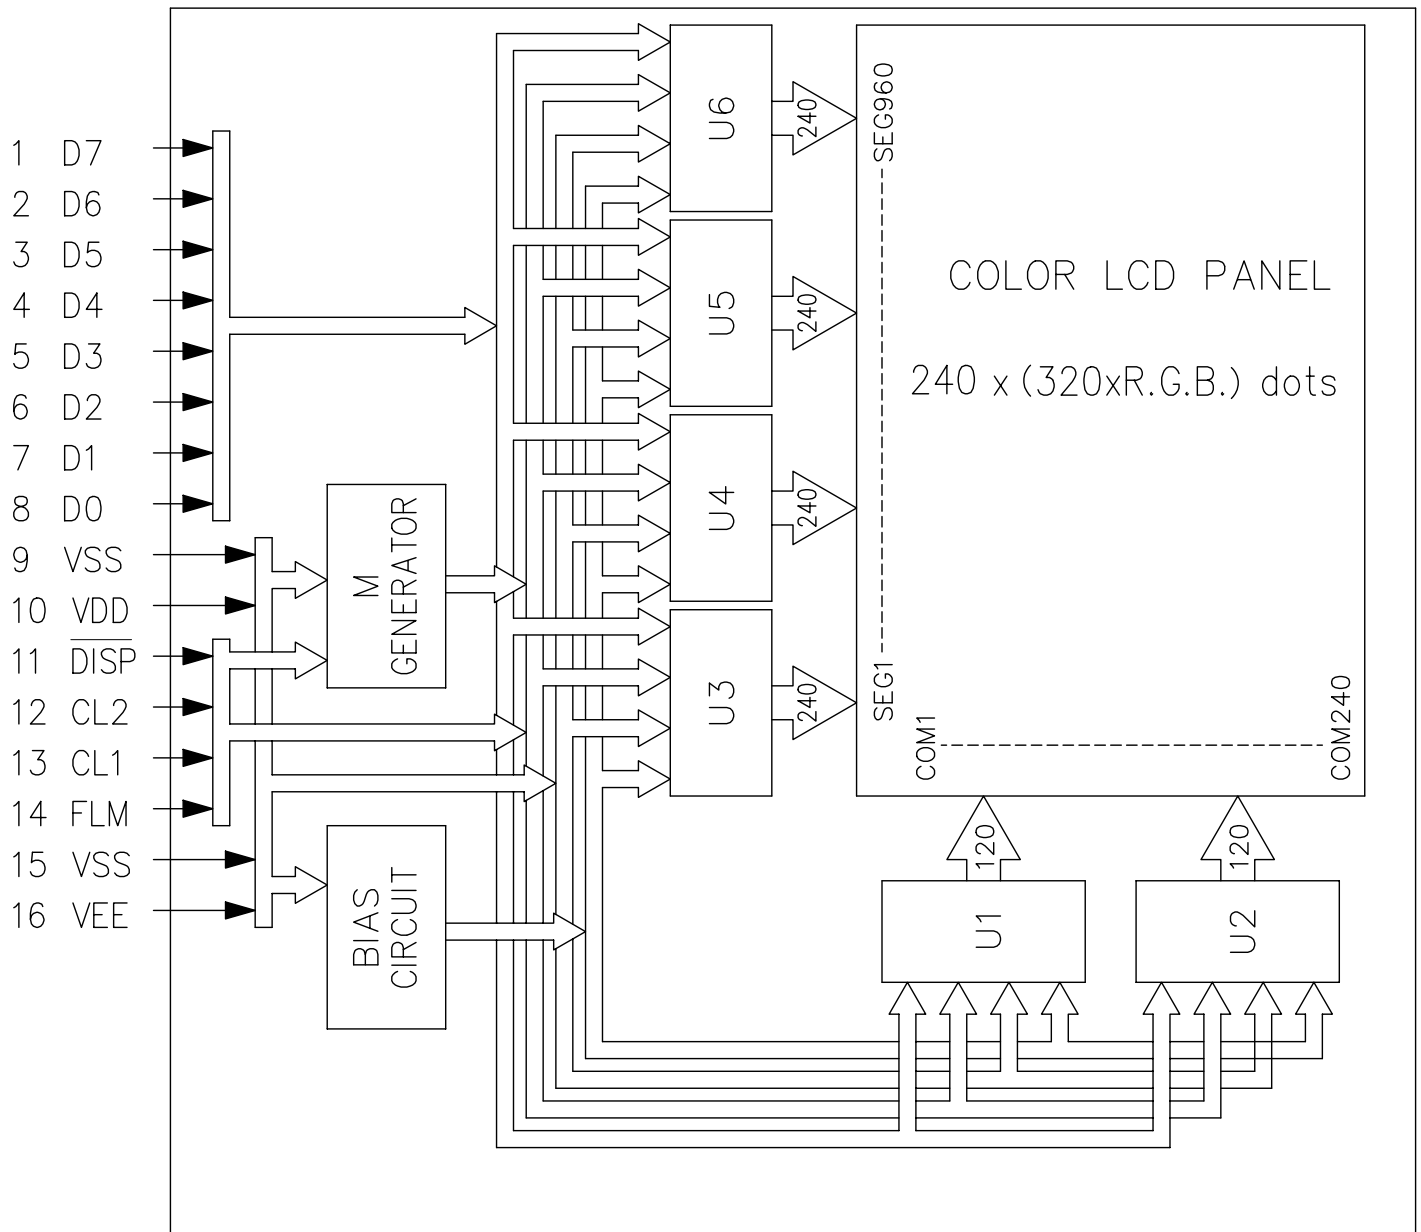 1 D7
2 D6
3 D5
4 D4
5 D3
6 D2
7 D1
8 D0
9 VSS
10 VDD
11 DISP
12 CL2
13 CL1
14 FLM
15 VSS
16 VEE
M
GENERATOR
BIAS
CIRCUIT
U6
240
U5
240
U4
240
U3
240
SEG960
SEG1
COLOR LCD PANEL
240 x (320xR.G.B.) dots
COM1
COM240
120
120
U1
U2